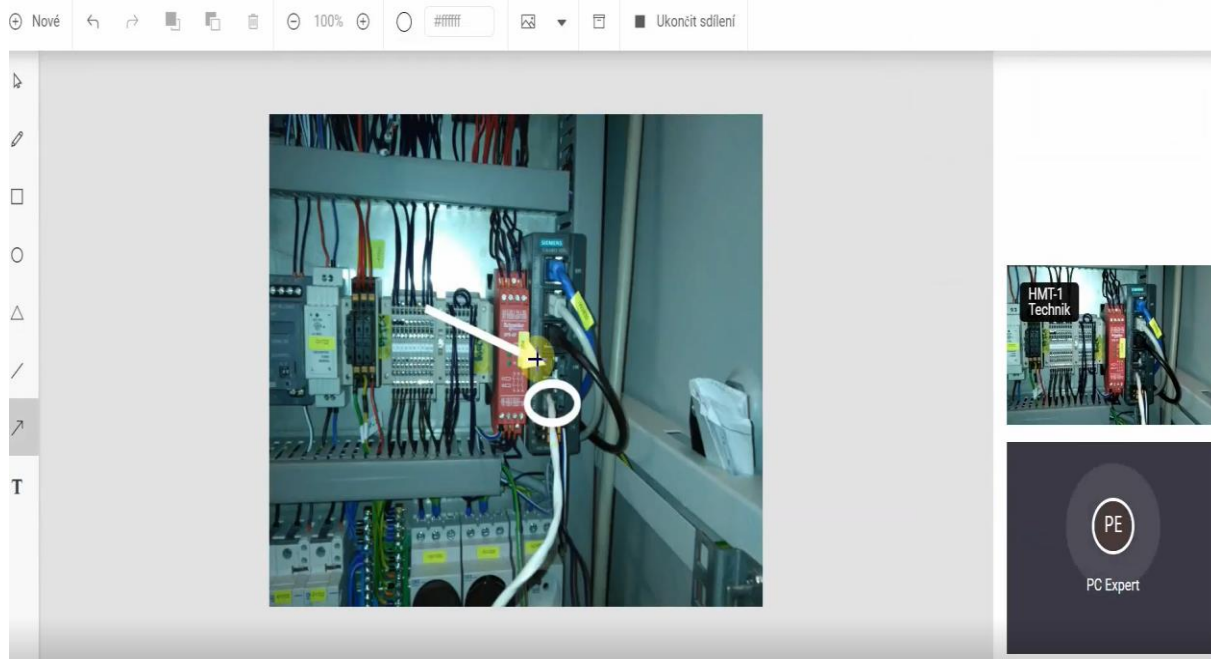 Nové
100%
#ffffff
Ukončit sdílení
T
SIEMENS
HMT-1
Technik
PE
PC Expert